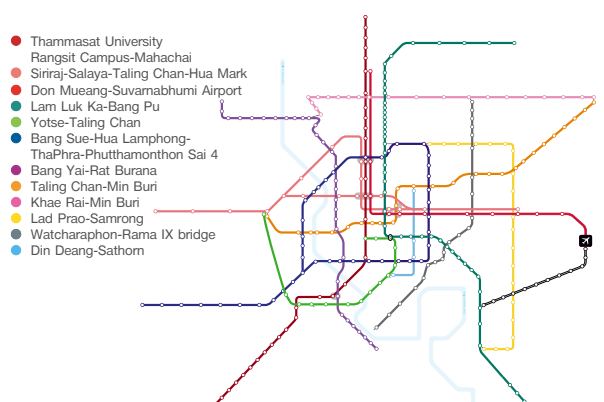 Thammasat University
Rangsit Campus-Mahachai
Siriraj-Salaya-Taling Chan-Hua Mark
Don Mueang-Suvarnabhumi Airport
Lam Luk Ka-Bang Pu
Yotse-Taling Chan
Bang Sue-Hua Lamphong-
ThaPhra-Phutthamonthon Sai 4
Bang Yai-Rat Burana
Taling Chan-Min Buri
Khae Rai-Min Buri
Lad Prao-Samrong
Watcharaphon-Rama IX bridge
Din Deang-Sathorn